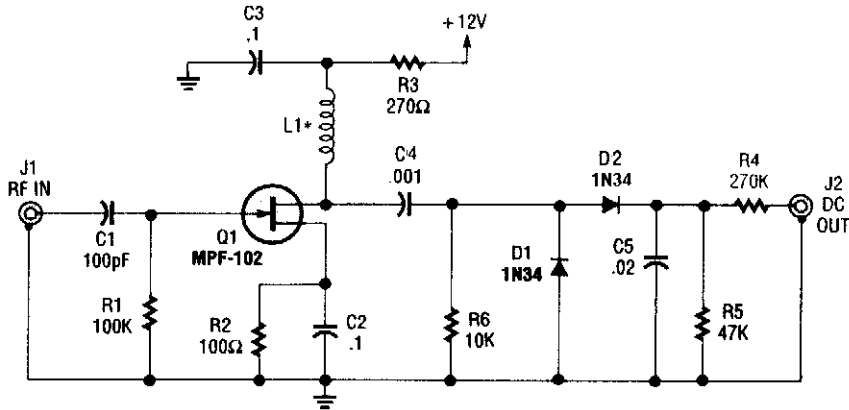 C3
.1
+12V
R3
270Ω
L1*
J1
RF IN
C4
.001
D2
1N34
R4
270K
J2
DC
OUT
C1
100pF
Q1
MPF-102
D1
1N34
C5
.02
R1
100K
R2
100Ω
C2
.1
R6
10K
R5
47K